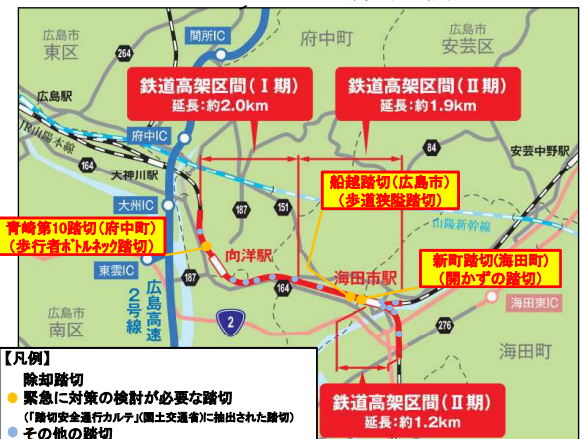 広島市
東区
264
間所IC
府中町
広島市
安芸区
鉄道高架区間(Ⅰ期)
延長:約2.0km
鉄道高架区間(Ⅱ期)
延長:約1.9km
広島駅
府中IC
JR山陽本線
164
大神川駅
84
安芸中野駅
船越踏切(広島市)
(歩道狭隘踏切)
大州IC
187
151
山陽新幹線
青崎第10踏切(府中町)
(歩行者ボトルネック踏切)
向洋駅
新町踏切(海田町)
(開かずの踏切)
東雲IC
187
164
海田市駅
広島市
南区
広島高速
2号線
2
海田東IC
276
海田町
【凡例】
除却踏切
緊急に対策の検討が必要な踏切
(「踏切安全通行カルテ」(国土交通省)に抽出された踏切)
その他の踏切
鉄道高架区間(Ⅱ期)
延長:約1.2km